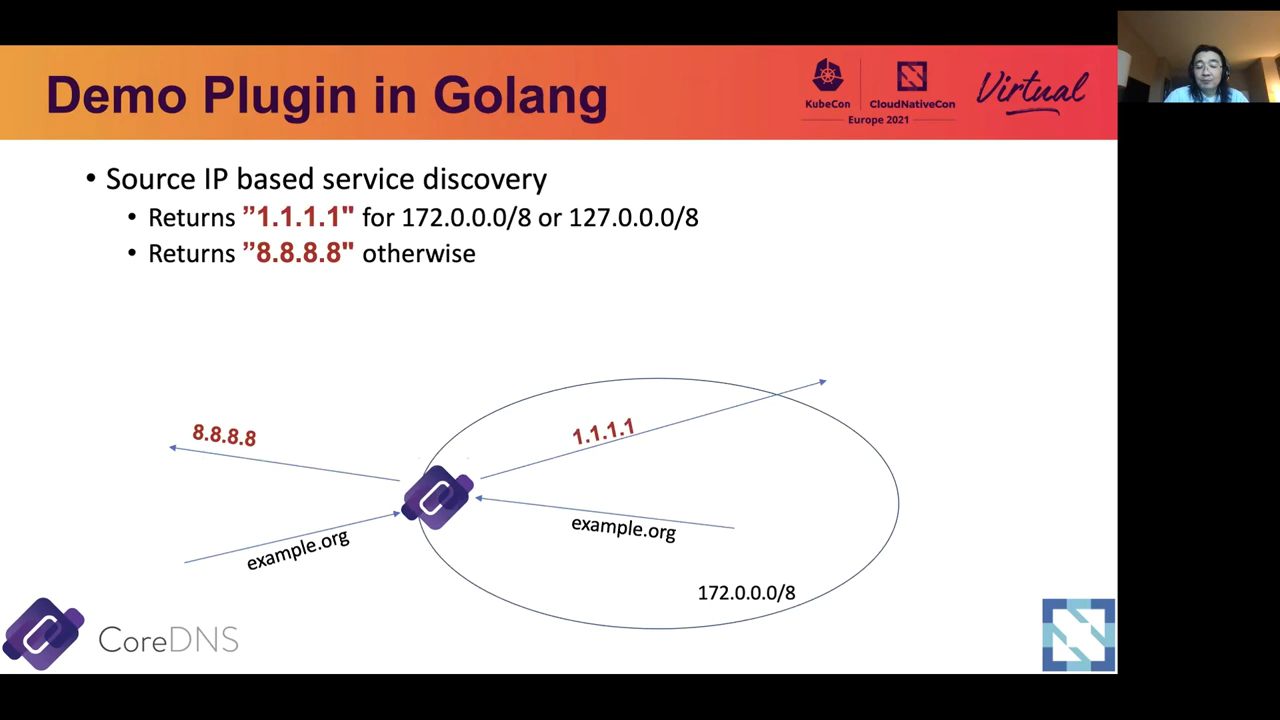 Demo Plugin in Golang
KubeCon
CloudNativeCon
Europe 2021
Virtual
• Source IP based service discovery
• Returns ”1.1.1.1" for 172.0.0.0/8 or 127.0.0.0/8
• Returns ”8.8.8.8" otherwise
8.8.8.8
1.1.1.1
example.org
example.org
172.0.0.0/8
CoreDNS